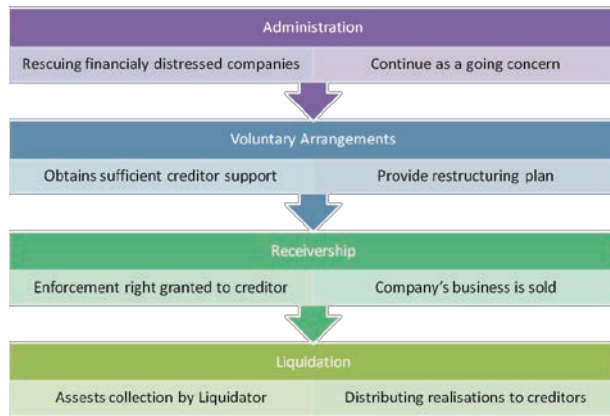 Administration
Rescuing financialy distressed companies
Continue as a going concern
Voluntary Arrangements
Obtains sufficient creditor support
Provide restructuring plan
Receivership
Enforcement right granted to creditor
Company's business is sold
Liquidation
Assests collection by Liquidator
Distributing realisations to creditors